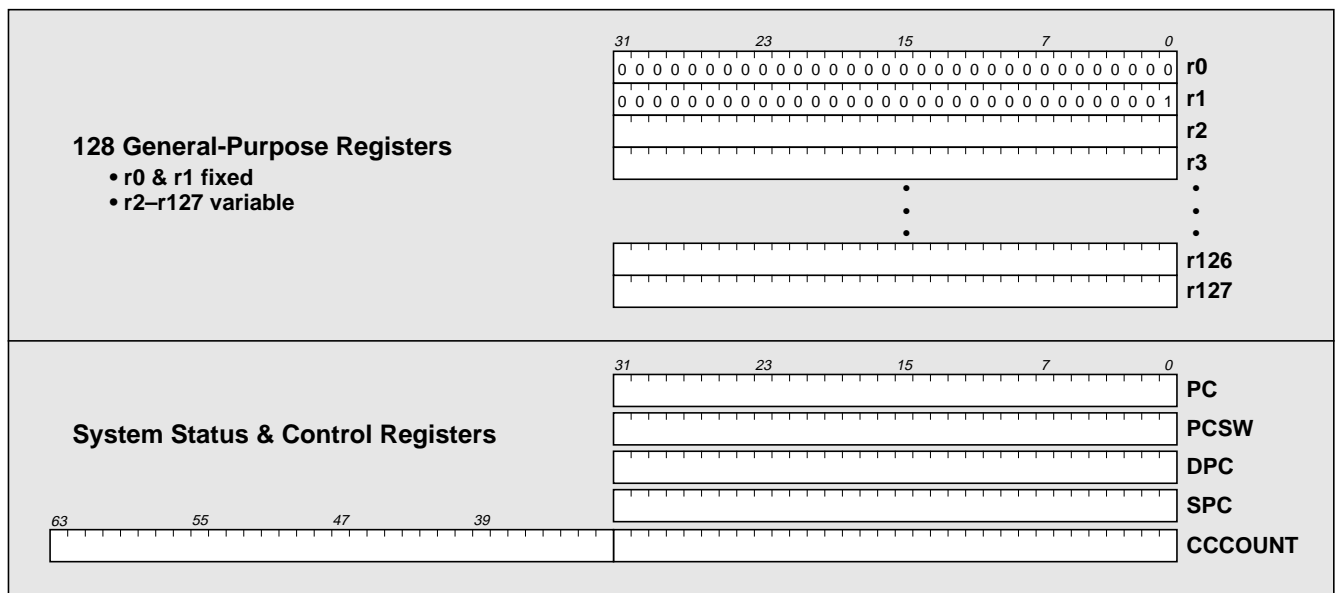 31 23 15 7 0
0 0 0 0 0 0 0 0 0 0 0 0 0 0 0 0 0 0 0 0 0 0 0 0 0 0 0 0 0 0 0 0 r0
0 0 0 0 0 0 0 0 0 0 0 0 0 0 0 0 0 0 0 0 0 0 0 0 0 0 0 0 0 0 0 1 r1
r2
128 General-Purpose Registers
r3
• r0 & r1 fixed
• r2–r127 variable
r126
r127
31 23 15 7 0
PC
System Status & Control Registers
PCSW
DPC
SPC
63 55 47 39
CCCOUNT